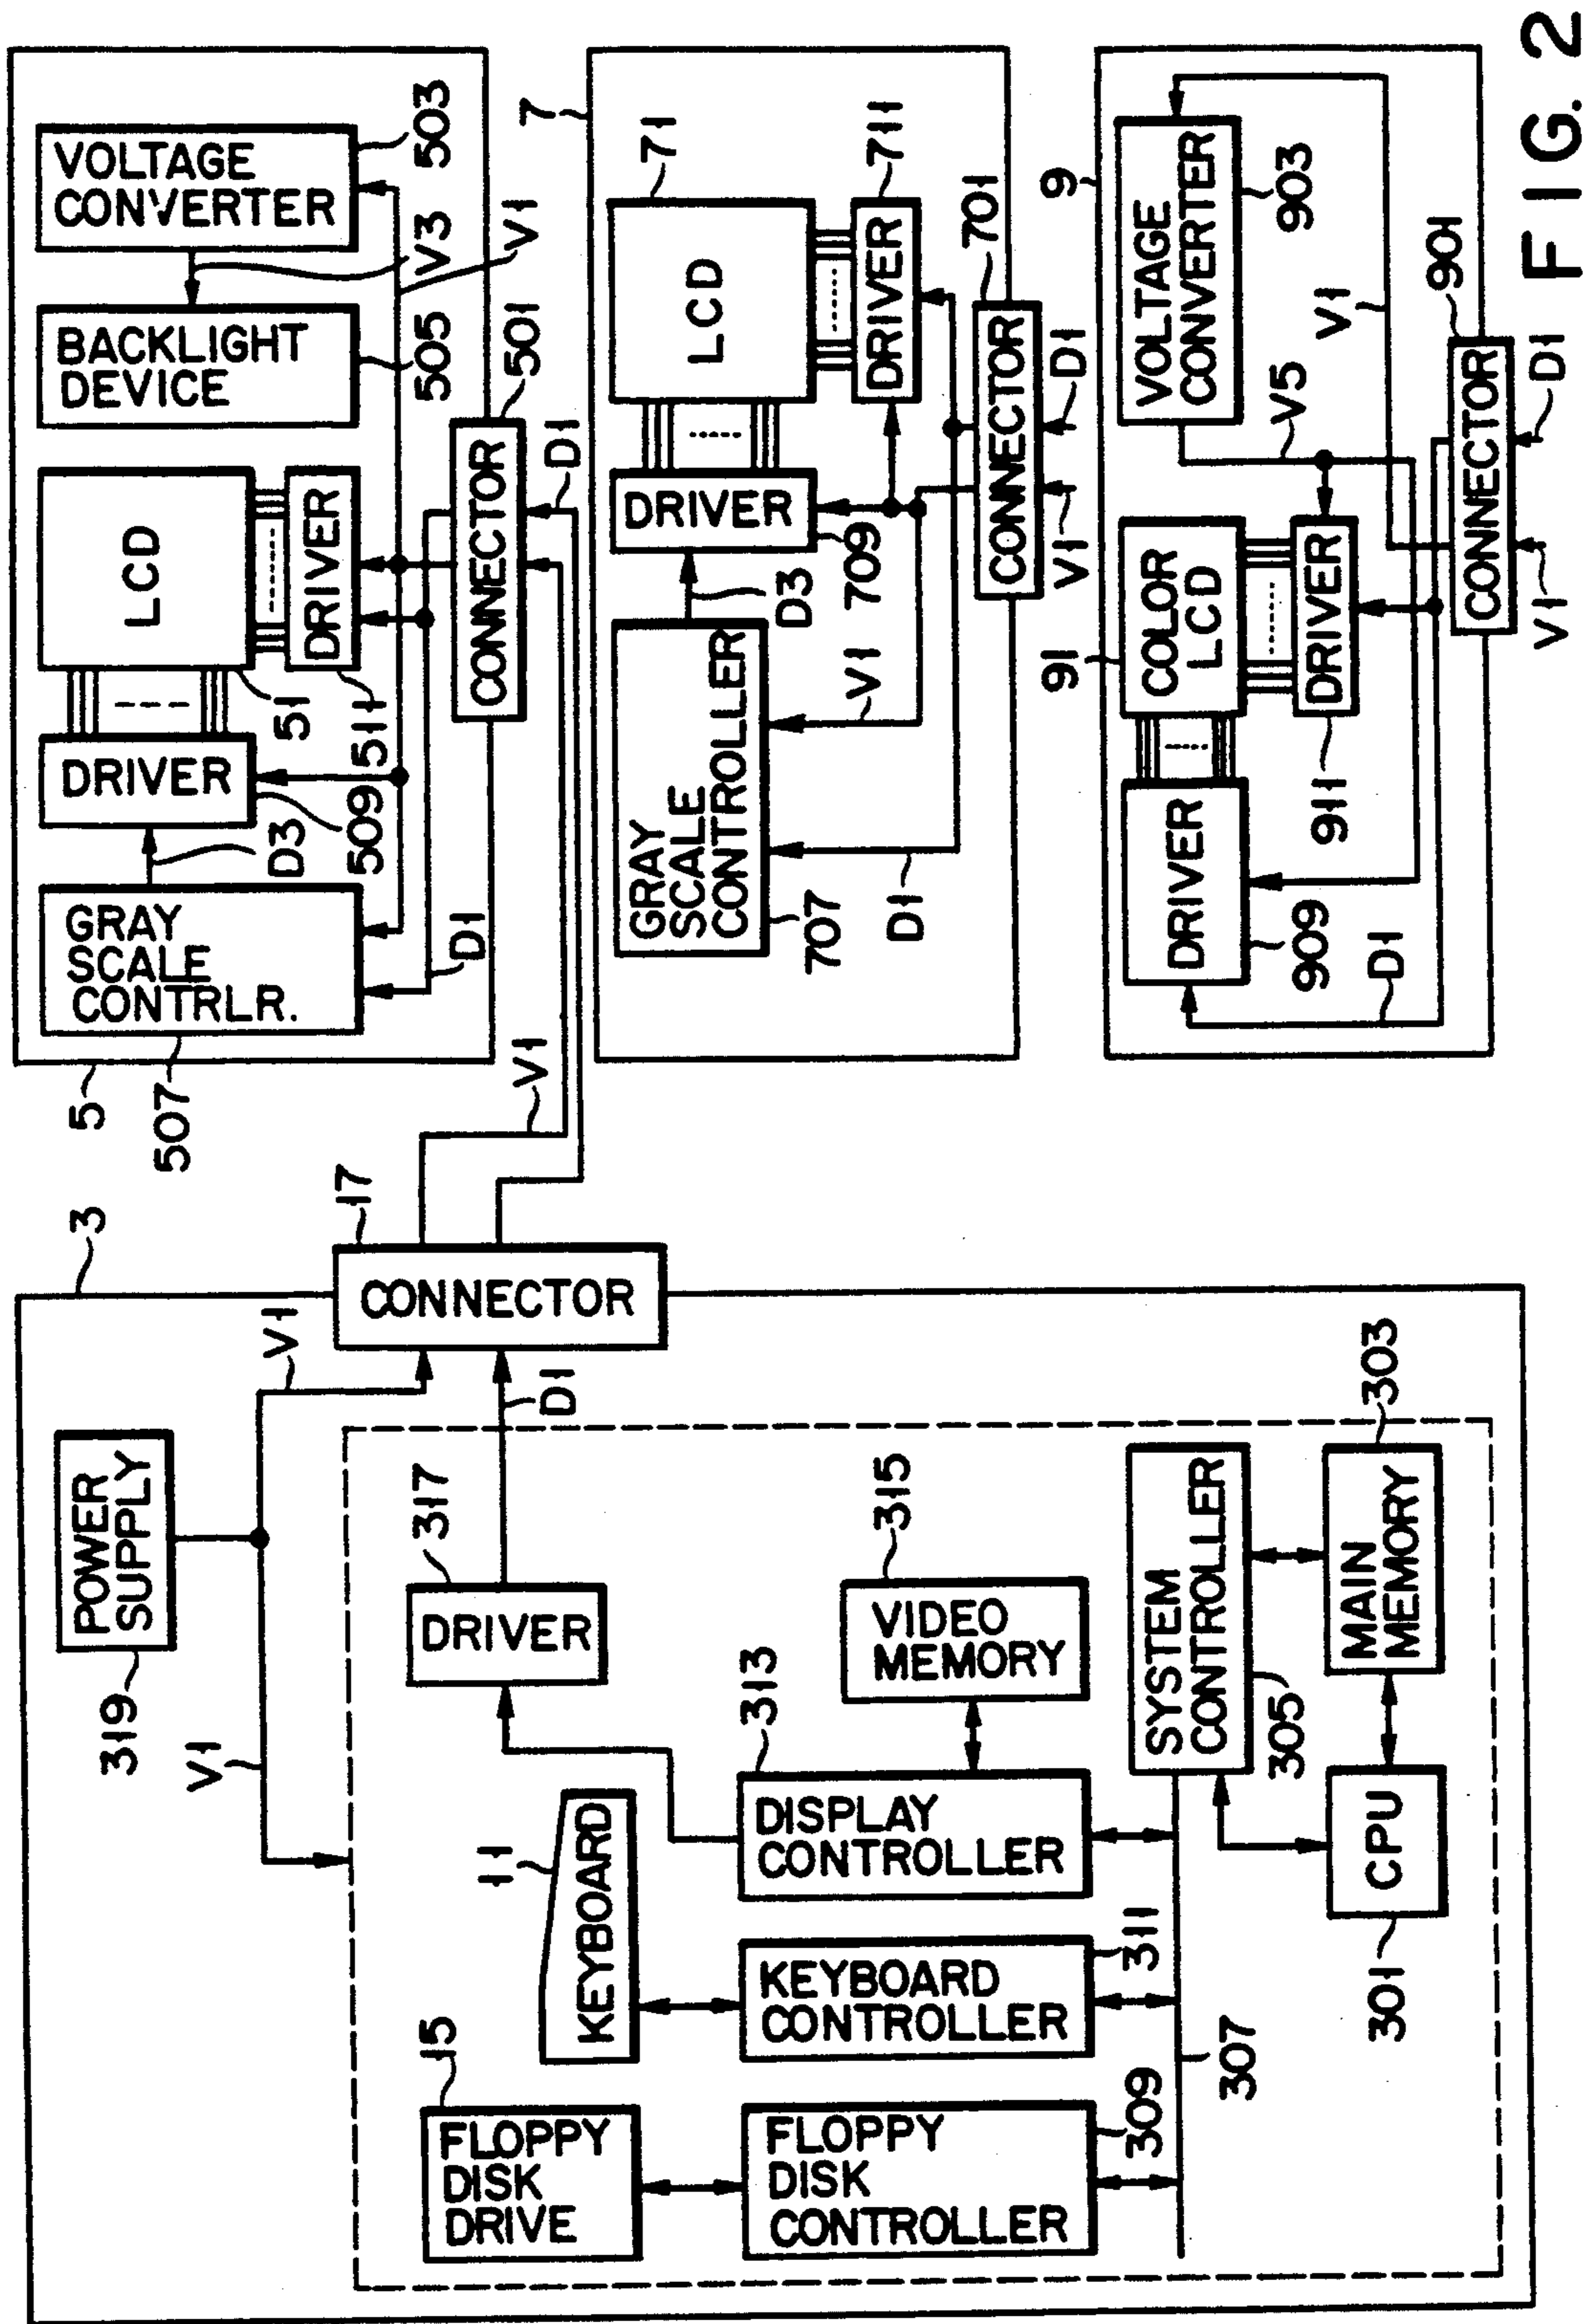 3
POWER
SUPPLY
319
V1
V1
CONNECTOR
17
V1
D1
DRIVER
317
15
FLOPPY
DISK
DRIVE
11
KEYBOARD
313
DISPLAY
CONTROLLER
315
VIDEO
MEMORY
KEYBOARD
CONTROLLER
311
FLOPPY
DISK
CONTROLLER
309
307
SYSTEM
CONTROLLER
305
MAIN
MEMORY
303
CPU
301
5
GRAY
SCALE
CONTRLR.
507
D3
DRIVER
509
LCD
51
DRIVER
511
BACKLIGHT
DEVICE
505
VOLTAGE
CONVERTER
503
V3
V1
D1
CONNECTOR
501
D1
7
GRAY
SCALE
CONTROLLER
707
D3
DRIVER
709
LCD
71
DRIVER
711
V1
D1
CONNECTOR
701
V1
D1
9
DRIVER
909
91
COLOR
LCD
DRIVER
911
VOLTAGE
CONVERTER
903
V5
V1
D1
CONNECTOR
901
V1
D1
FIG. 2